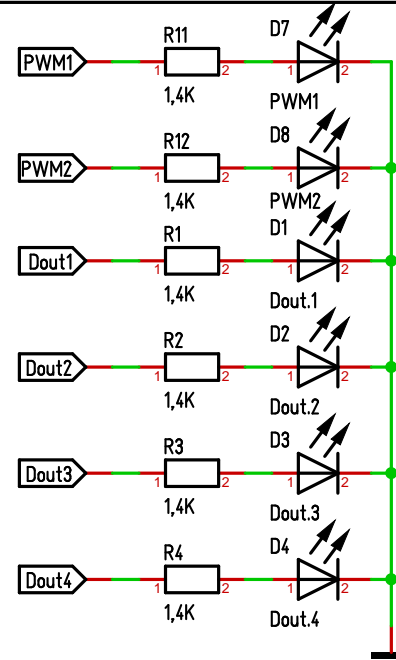 R11 D7
PWM1 1 2 1 2
1,4K PWM1
R12 D8
PWM2 1 2 1 2
1,4K PWM2
R1 D1
Dout1 1 2 1 2
1,4K Dout.1
R2 D2
Dout2 1 2 1 2
1,4K Dout.2
R3 D3
Dout3 1 2 1 2
1,4K Dout.3
R4 D4
Dout4 1 2 1 2
1,4K Dout.4